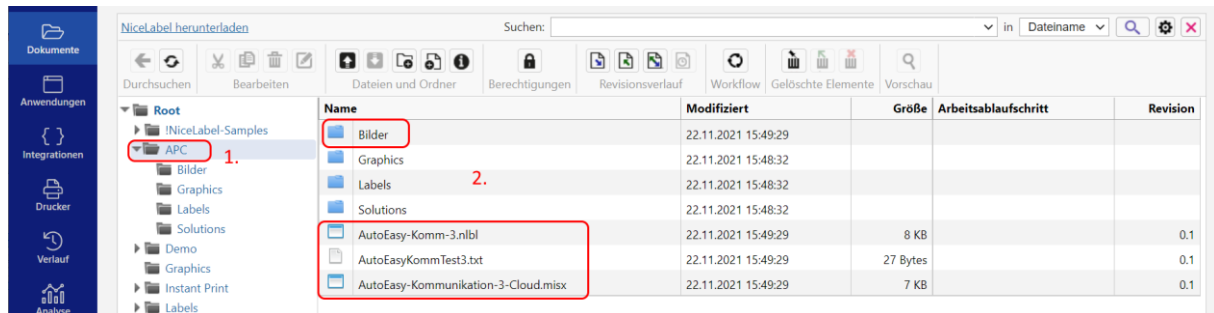 NiceLabel herunterladen
Suchen:
in
Dateiname
Dokumente
Durchsuchen
Bearbeiten
Dateien und Ordner
Berechtigungen
Revisionsverlauf
Workflow
Gelöschte Elemente
Vorschau
Anwendungen
Integrationen
Drucker
Verlauf
Analyse
Root
!NiceLabel-Samples
APC
1.
Bilder
Graphics
Labels
Solutions
Demo
Graphics
Instant Print
Labels
Name Modifiziert Größe Arbeitsablaufschritt Revision
Bilder 22.11.2021 15:49:29
Graphics 22.11.2021 15:48:32
Labels 2. 22.11.2021 15:48:32
Solutions 22.11.2021 15:48:32
AutoEasy-Komm-3.nlbl 22.11.2021 15:49:29 8 KB 0.1
AutoEasyKommTest3.txt 22.11.2021 15:49:29 27 Bytes 0.1
AutoEasy-Kommunikation-3-Cloud.misx 22.11.2021 15:49:29 7 KB 0.1